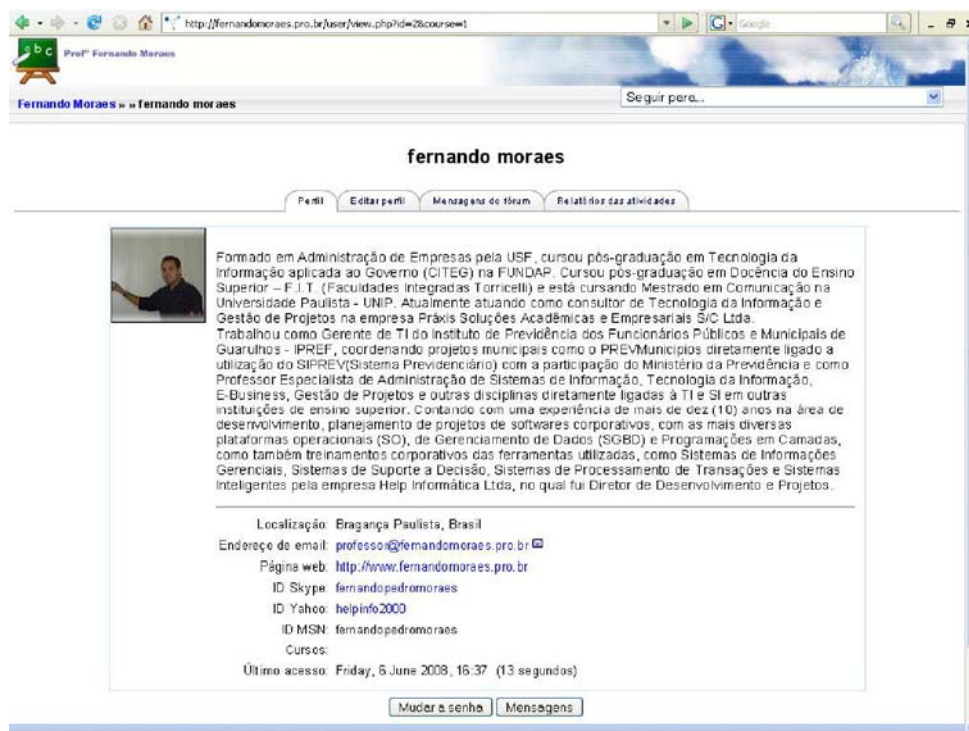 http://fernandomoraes.pro.br/user/view.php?id=2&course=1
Google
a b c
Profº Fernando Moraes
Fernando Moraes » » fernando moraes
Seguir para...
fernando moraes
Perfil
Editar perfil
Mensagens do fórum
Relatórios das atividades
Formado em Administração de Empresas pela USF, cursou pós-graduação em Tecnologia da
Informação aplicada ao Governo (CITEG) na FUNDAP. Cursou pós-graduação em Docência do Ensino
Superior – F.I.T. (Faculdades Integradas Torricelli) e está cursando Mestrado em Comunicação na
Universidade Paulista - UNIP. Atualmente atuando como consultor de Tecnologia da Informação e
Gestão de Projetos na empresa Práxis Soluções Acadêmicas e Empresariais S/C Ltda.
Trabalhou como Gerente de TI do Instituto de Previdência dos Funcionários Públicos e Municipais de
Guarulhos - IPREF, coordenando projetos municipais como o PREVMunicipios diretamente ligado a
utilização do SIPREV(Sistema Previdenciário) com a participação do Ministério da Previdência e como
Professor Especialista de Administração de Sistemas de Informação, Tecnologia da Informação,
E-Business, Gestão de Projetos e outras disciplinas diretamente ligadas à TI e SI em outras
instituições de ensino superior. Contando com uma experiência de mais de dez (10) anos na área de
desenvolvimento, planejamento de projetos de softwares corporativos, com as mais diversas
plataformas operacionais (SO), de Gerenciamento de Dados (SGBD) e Programações em Camadas,
como também treinamentos corporativos das ferramentas utilizadas, como Sistemas de Informações
Gerenciais, Sistemas de Suporte a Decisão, Sistemas de Processamento de Transações e Sistemas
Inteligentes pela empresa Help Informática Ltda, no qual fui Diretor de Desenvolvimento e Projetos.
Localização: Bragança Paulista, Brasil
Endereço de email: professor@fernandomoraes.pro.br
Página web: http://www.fernandomoraes.pro.br
ID Skype: fernandopedromoraes
ID Yahoo: helpinfo2000
ID MSN: fernandopedromoraes
Cursos:
Último acesso: Friday, 6 June 2008, 16:37 (13 segundos)
Mudar a senha
Mensagens